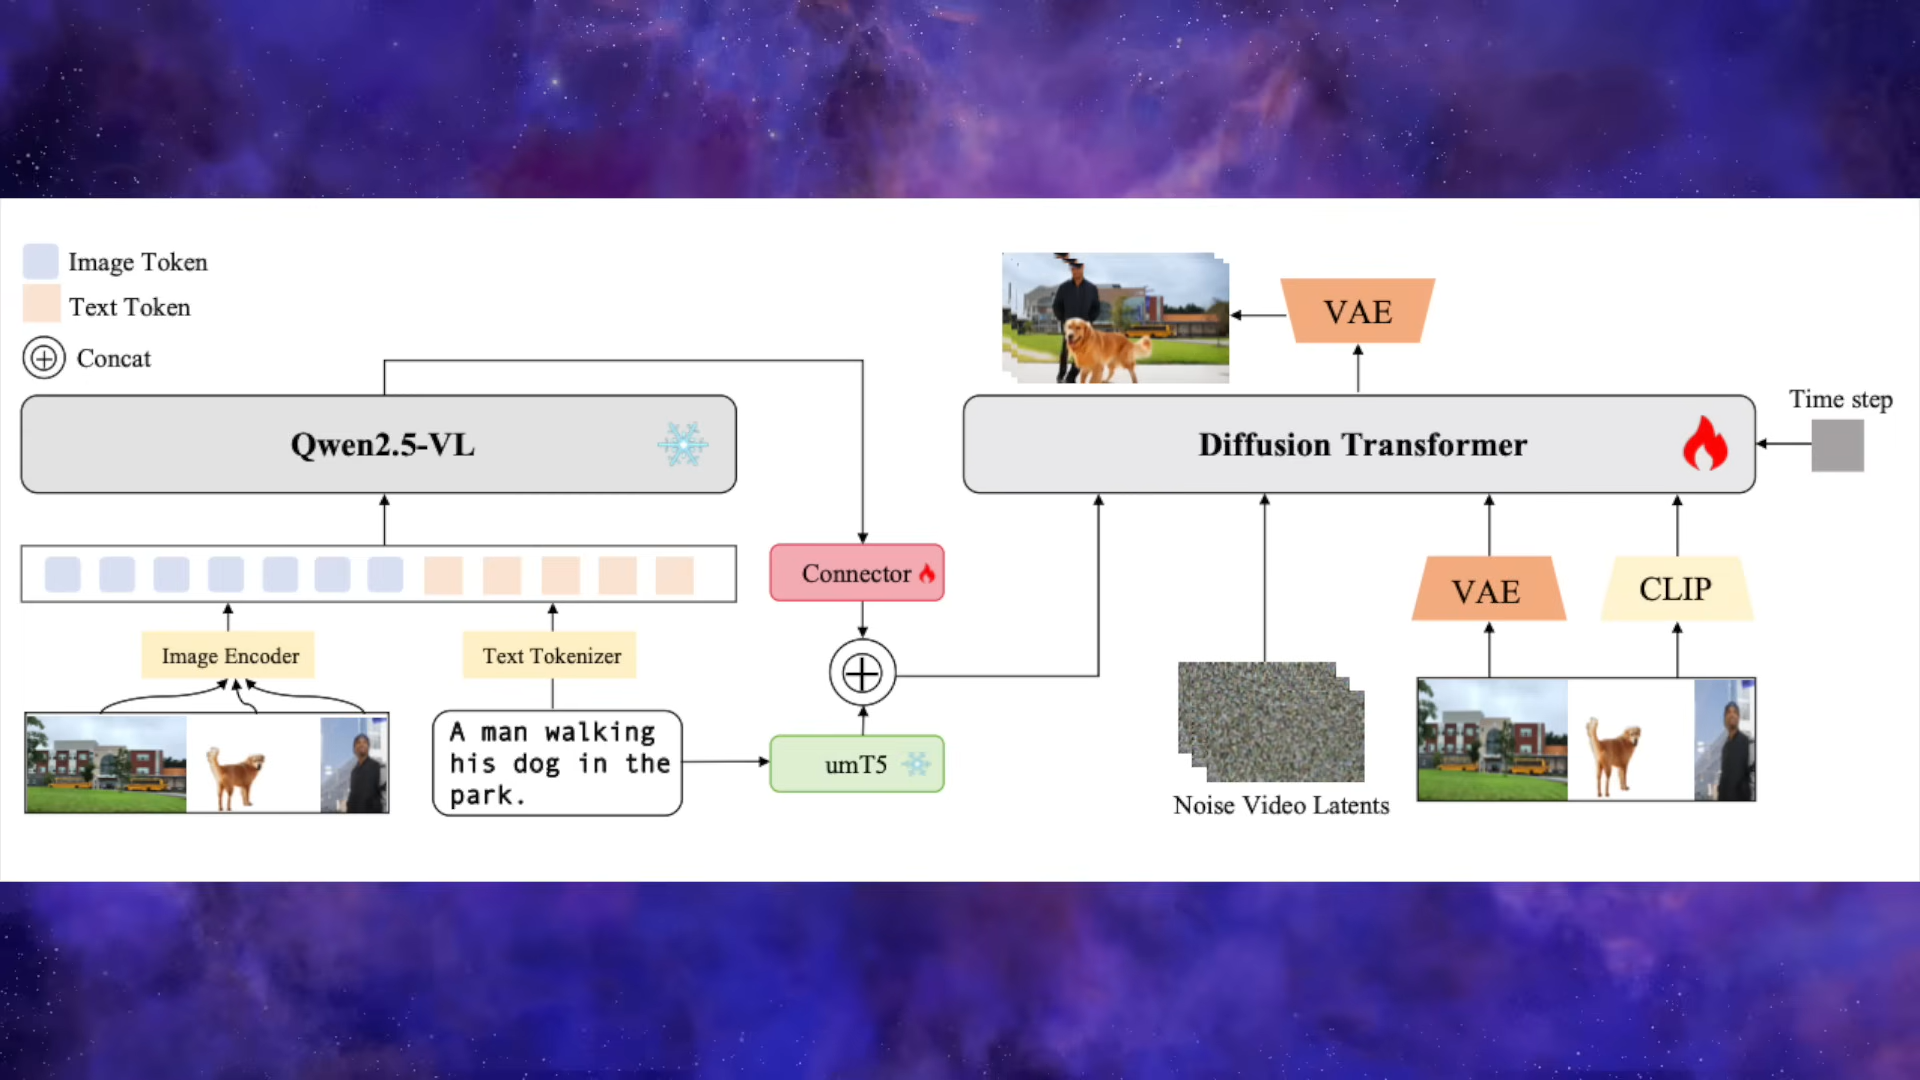 Image Token
Text Token
Concat
Qwen2.5-VL
Image Encoder
Text Tokenizer
A man walking
his dog in the
park.
Connector
umT5
VAE
Time step
Diffusion Transformer
VAE
CLIP
Noise Video Latents